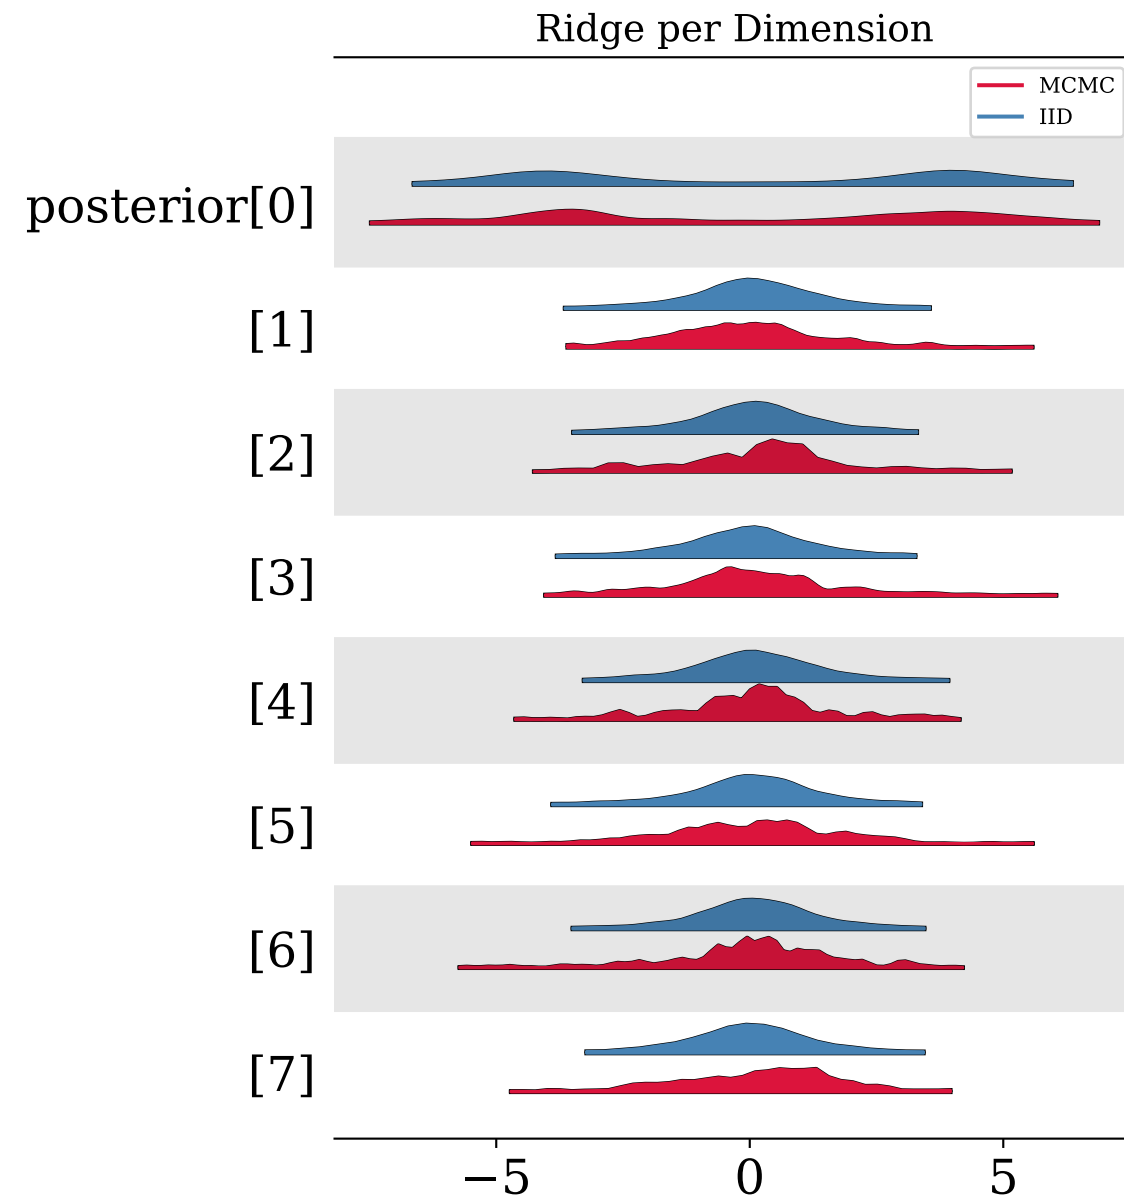 Ridge per Dimension
MCMC
IID
posterior[0]
[1]
[2]
[3]
[4]
[5]
[6]
[7]
−5 0 5